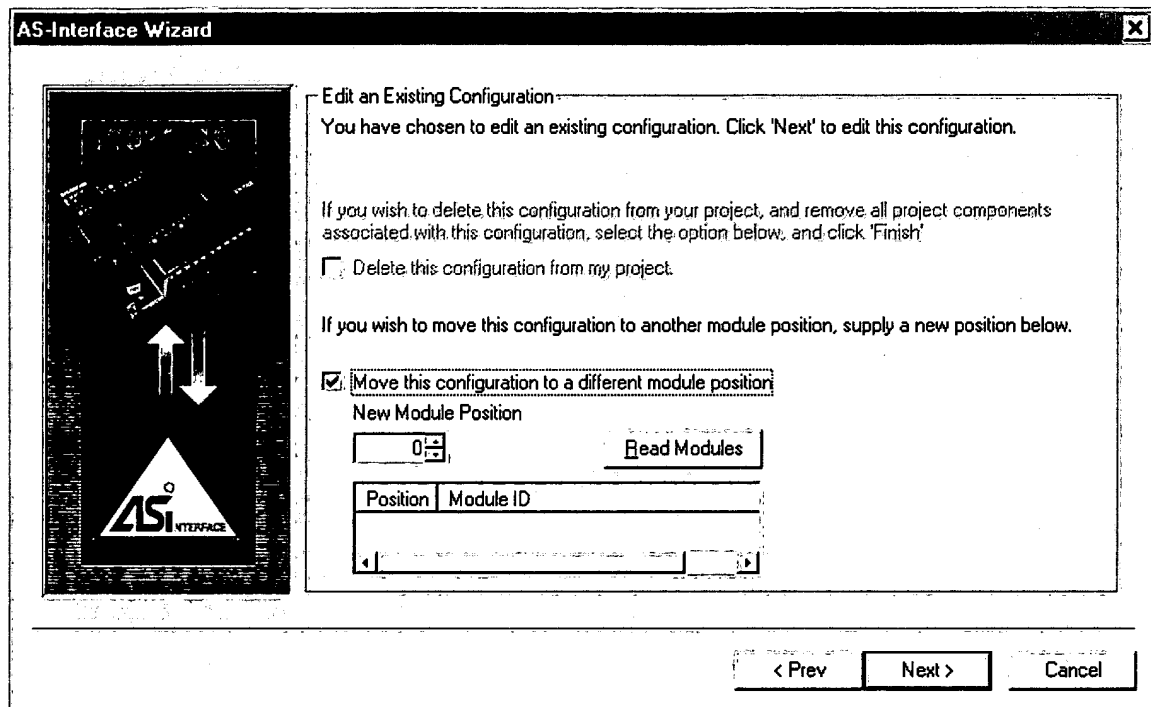 AS-Interface Wizard
Edit an Existing Configuration
You have chosen to edit an existing configuration. Click 'Next' to edit this configuration.
If you wish to delete this configuration from your project, and remove all project components
associated with this configuration, select the option below, and click 'Finish'
Delete this configuration from my project.
If you wish to move this configuration to another module position, supply a new position below.
Move this configuration to a different module position
New Module Position
0
Read Modules
Position Module ID
ASi NTERFACE
< Prev Next > Cancel